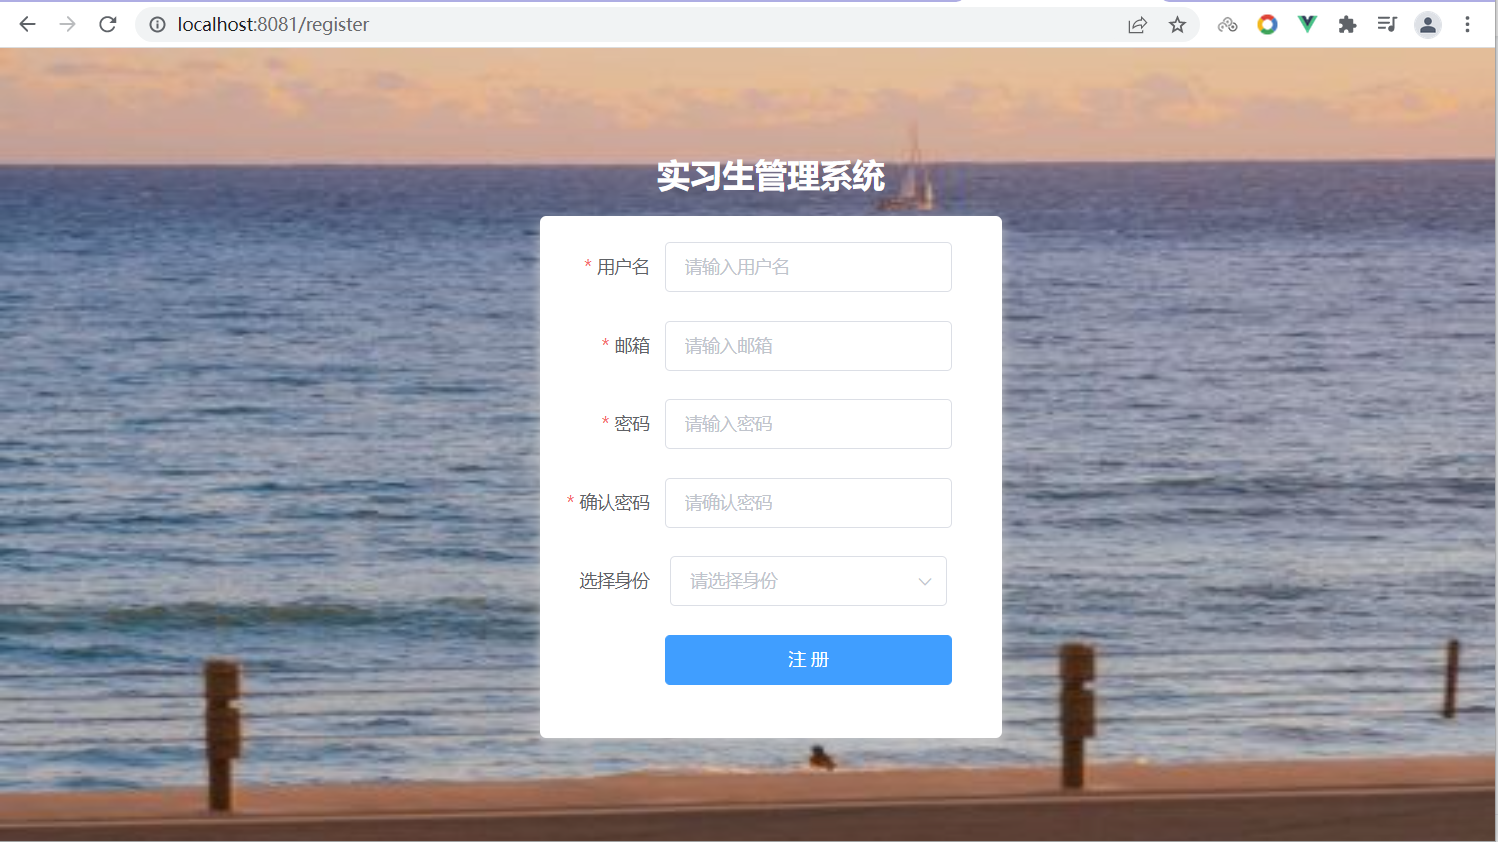 localhost:8081/register
实习生管理系统
* 用户名 请输入用户名
* 邮箱 请输入邮箱
* 密码 请输入密码
* 确认密码 请确认密码
选择身份 请选择身份
注 册